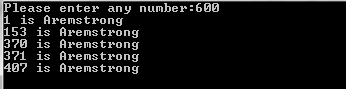 Please enter any number:600
1 is Aremstrong
153 is Aremstrong
370 is Aremstrong
371 is Aremstrong
407 is Aremstrong